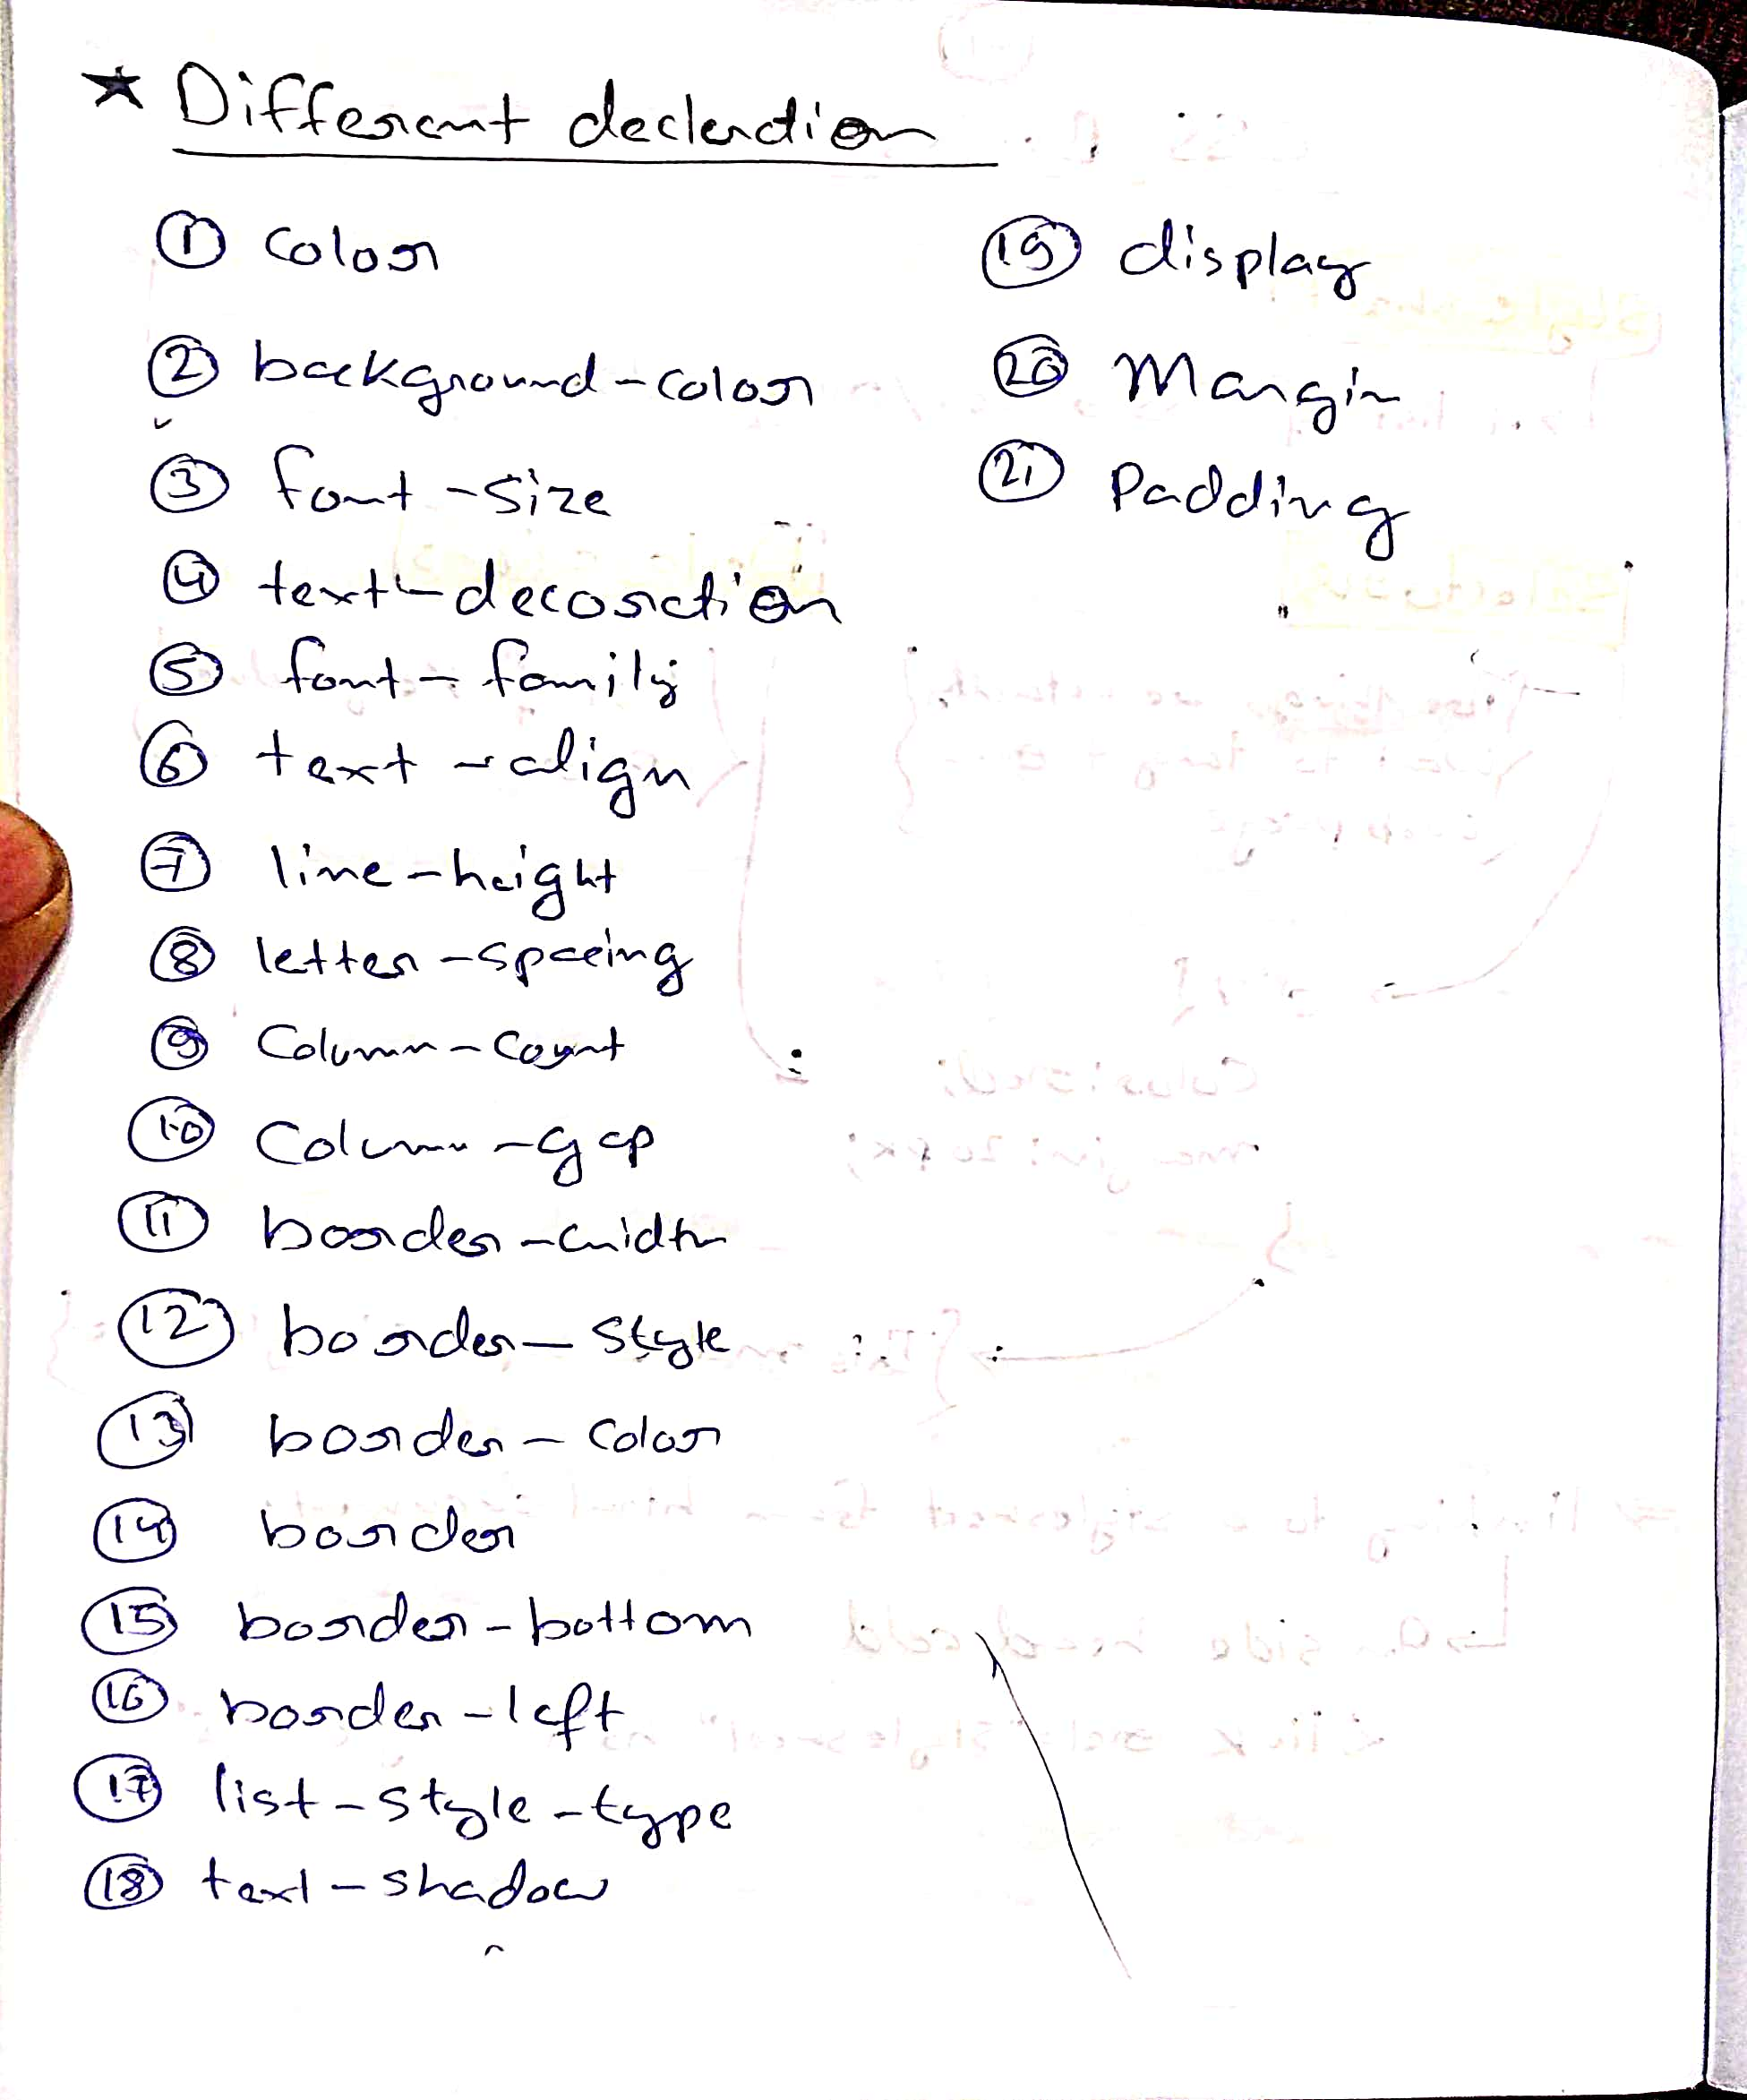 ★ Different decleration
① color
② background-color
③ font-size
④ text-decoration
⑤ font-family
⑥ text-align
⑦ line-height
⑧ letter-spacing
⑨ Column-count
⑩ Column-gap
⑪ border-width
⑫ border-style
⑬ border-color
⑭ border
⑮ border-bottom
⑯ border-left
⑰ list-style-type
⑱ text-shadow
⑲ display
⑳ Margin
㉑ Padding